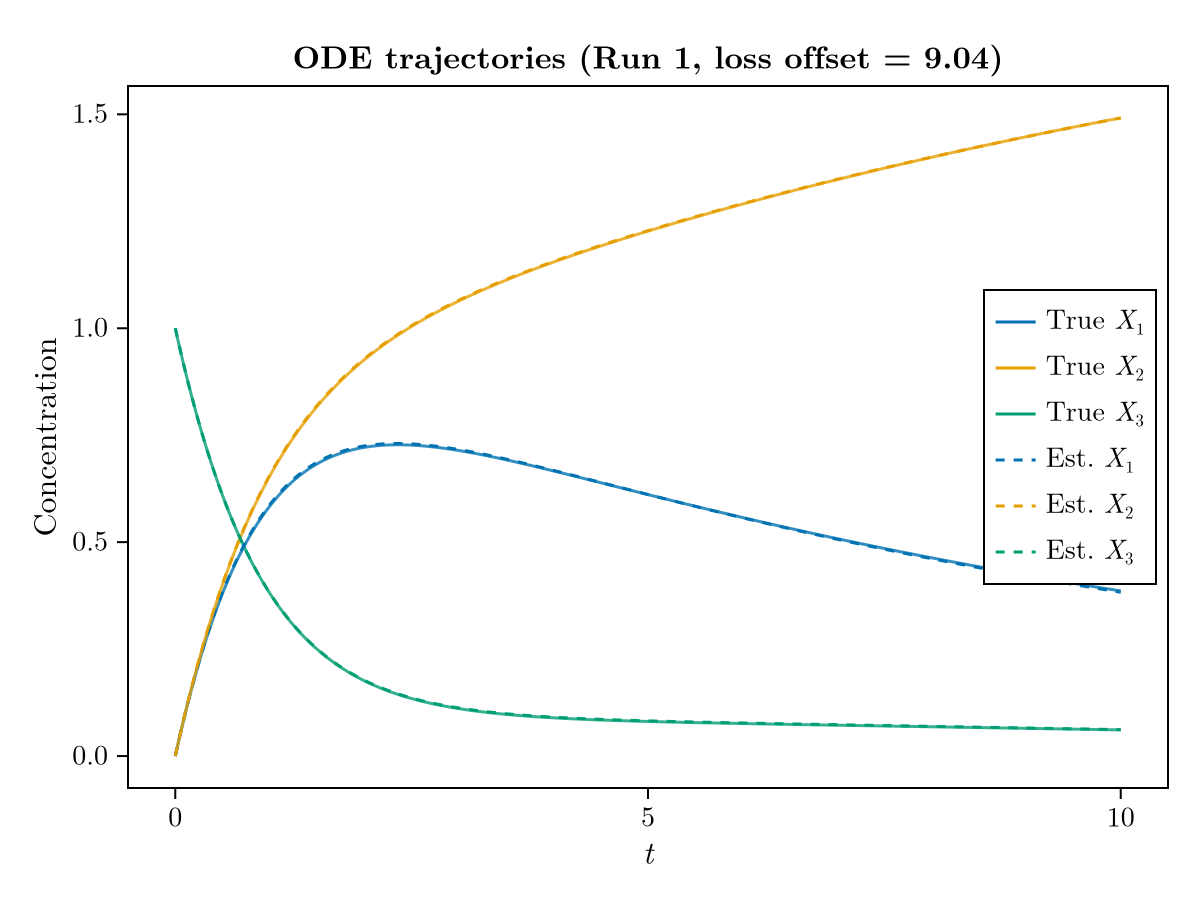 ODE trajectories (Run 1, loss offset = 9.04)
1.5
1.0
0.5
0.0
Concentration
0
5
10
t
True X₁
True X₂
True X₃
Est. X₁
Est. X₂
Est. X₃